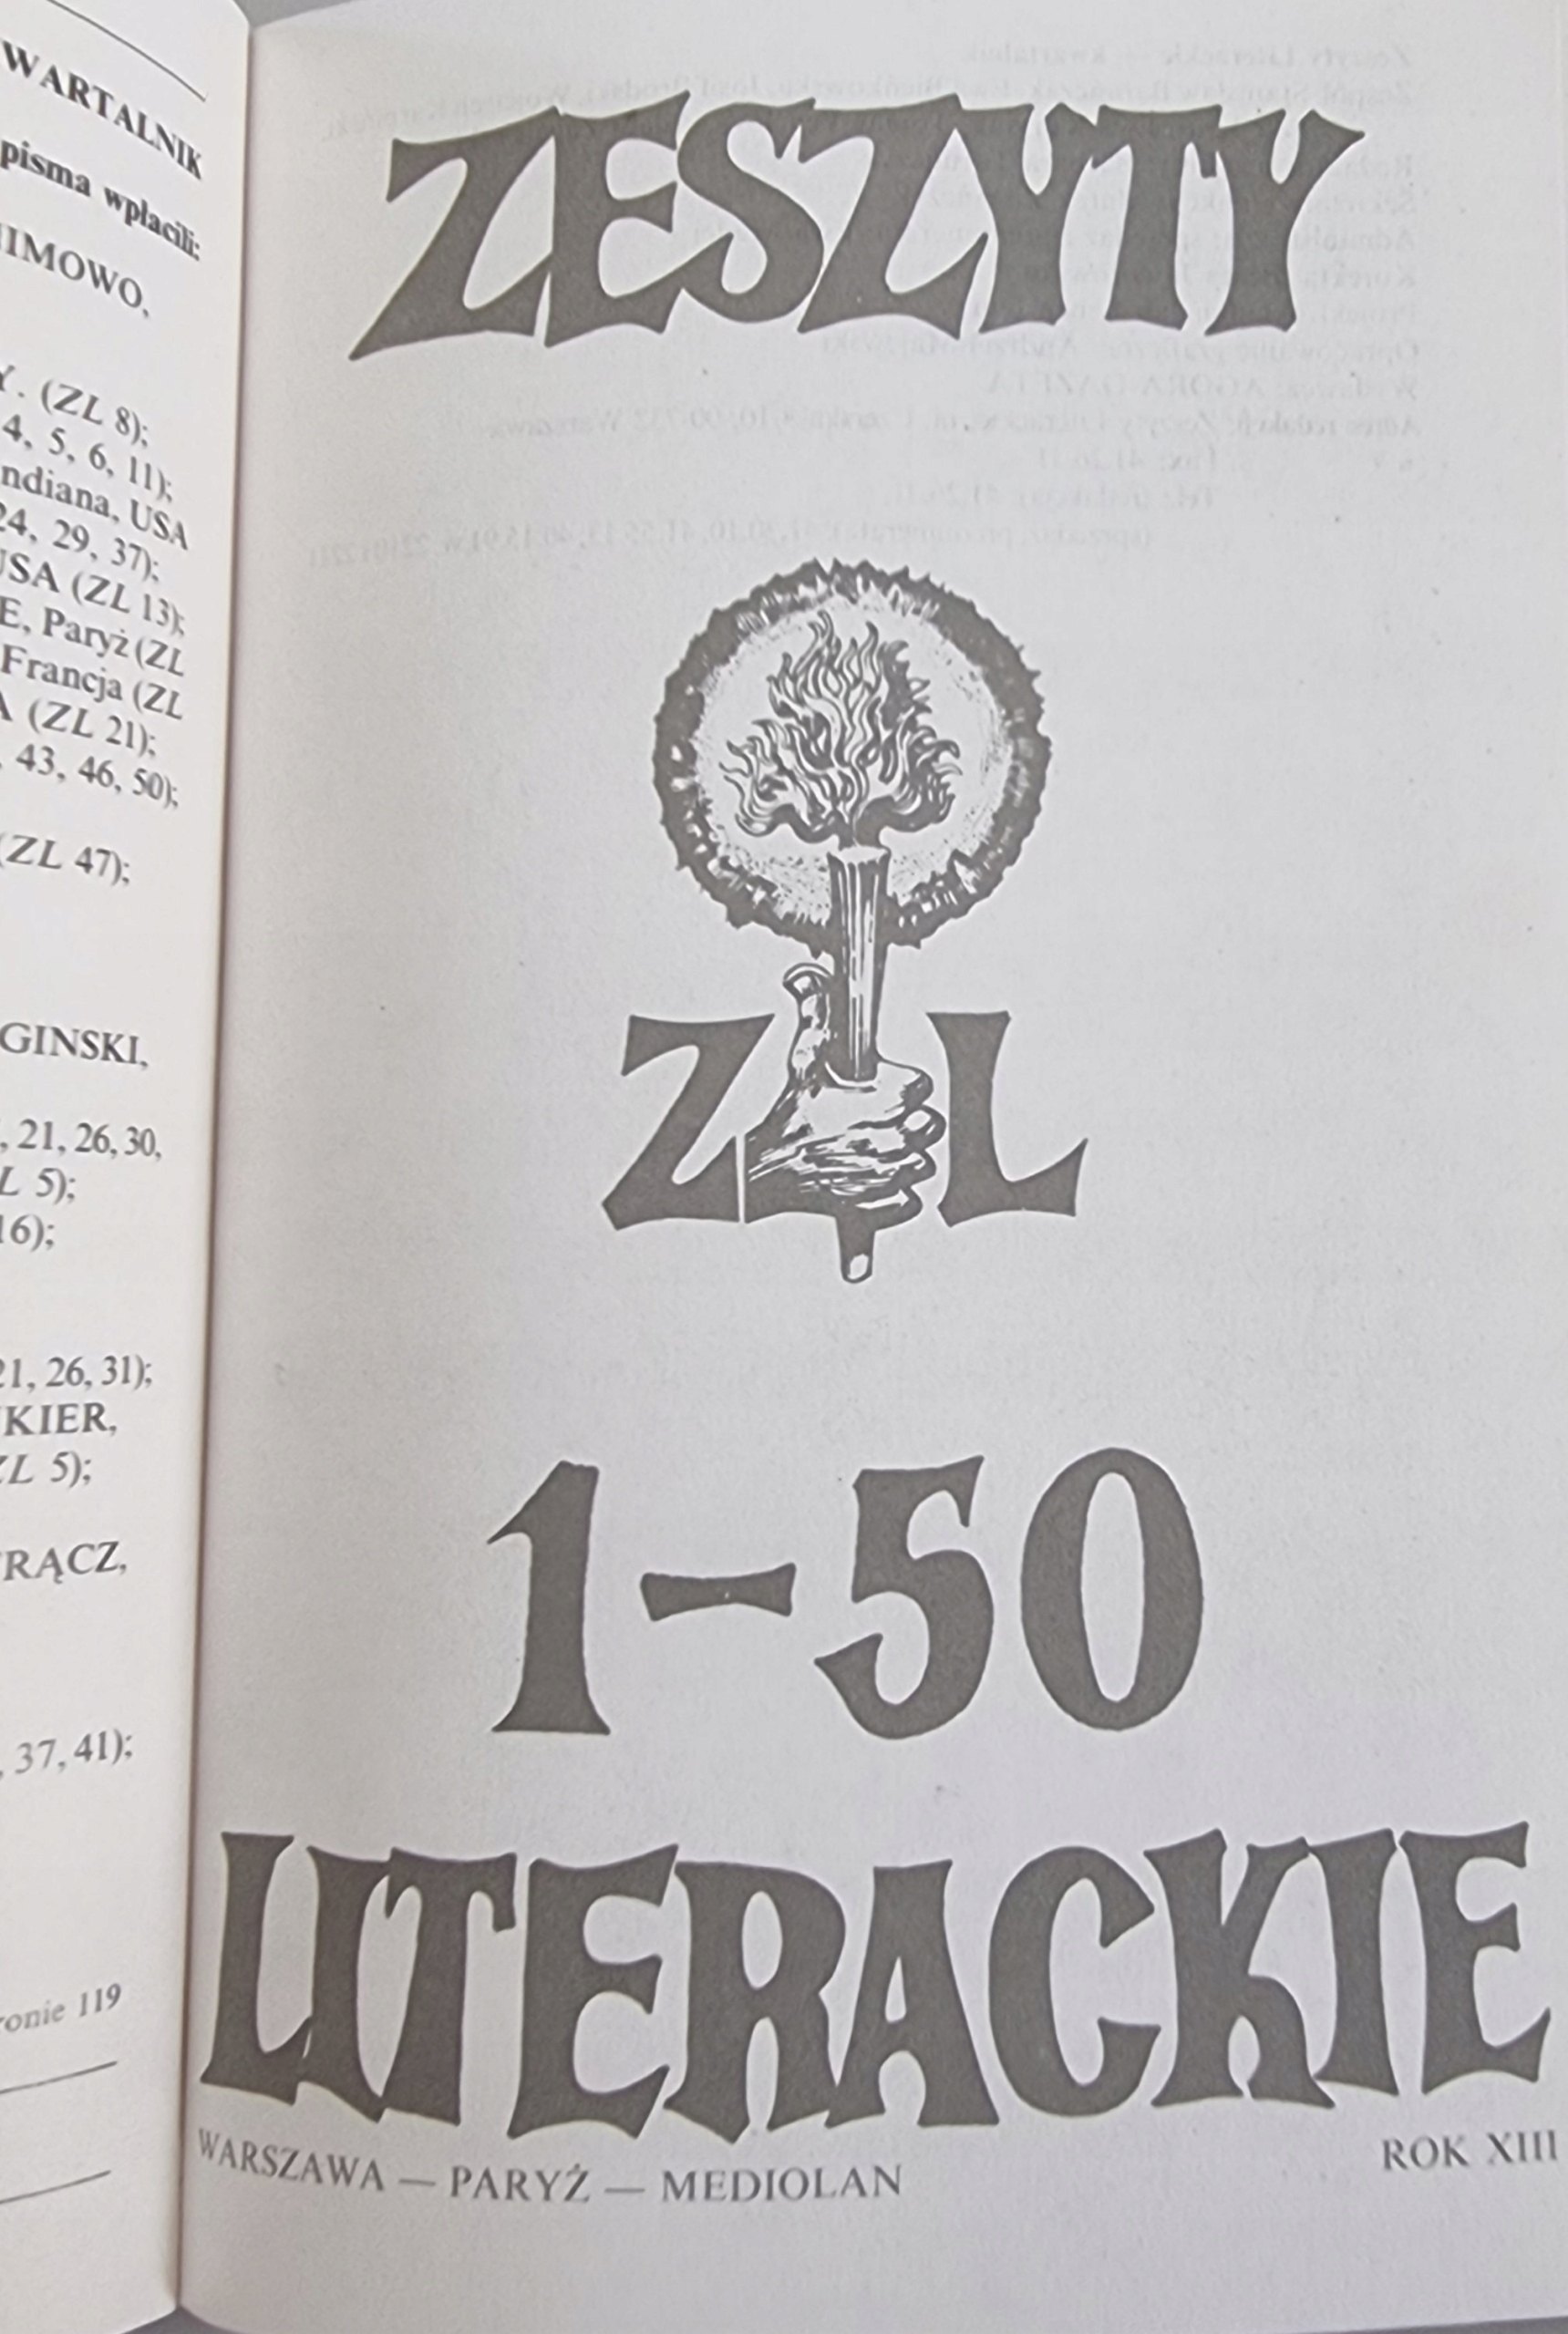 WARTALNIK
pisma wpłacili:
IMOWO,
(ZL 8);
4, 5, 6, 11);
ndiana, USA
24, 29, 37);
USA (ZL 13);
E, Paryż (ZL
Francja (ZL
A (ZL 21);
, 43, 46, 50);
(ZL 47);
GINSKI,
, 21, 26, 30,
L 5);
16);
21, 26, 31);
KIER,
ZL 5);
RĄCZ,
, 37, 41);
ronie 119
ZESZYTY
Z L
1–50
LITERACKIE
WARSZAWA — PARYŻ — MEDIOLAN
ROK XIII